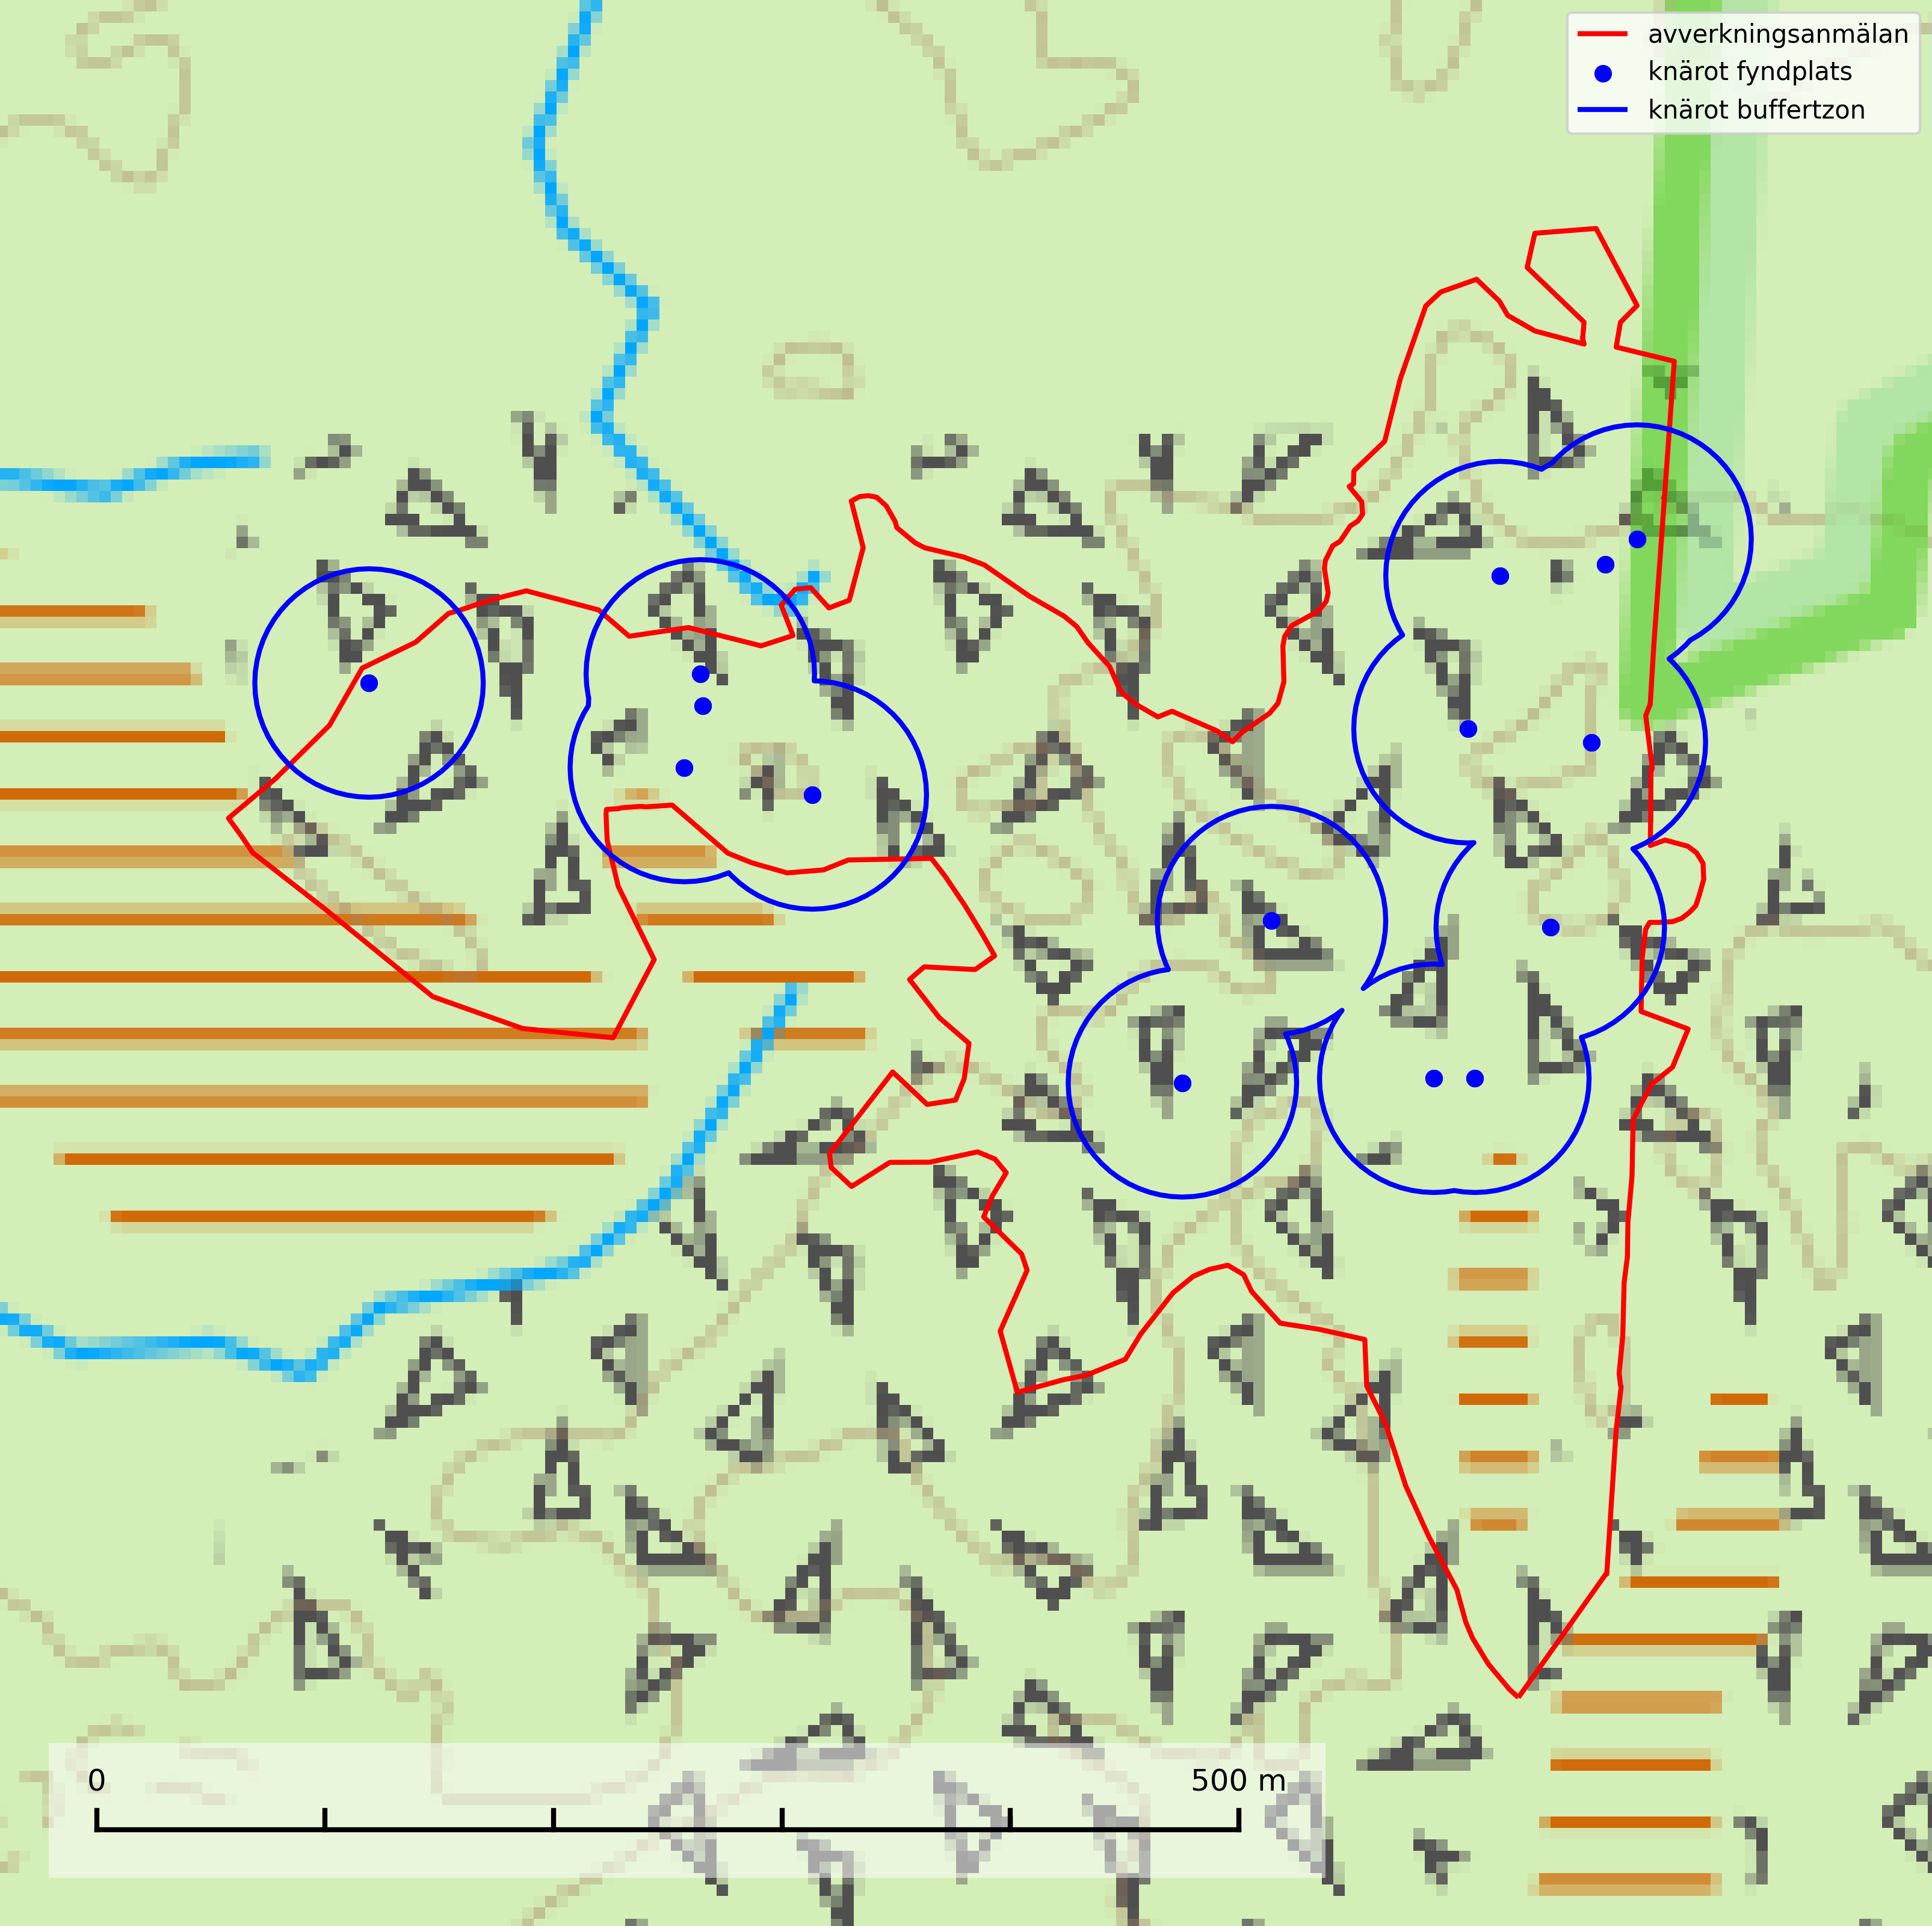 avverkningsanmälan
knärot fyndplats
knärot buffertzon
0
500 m